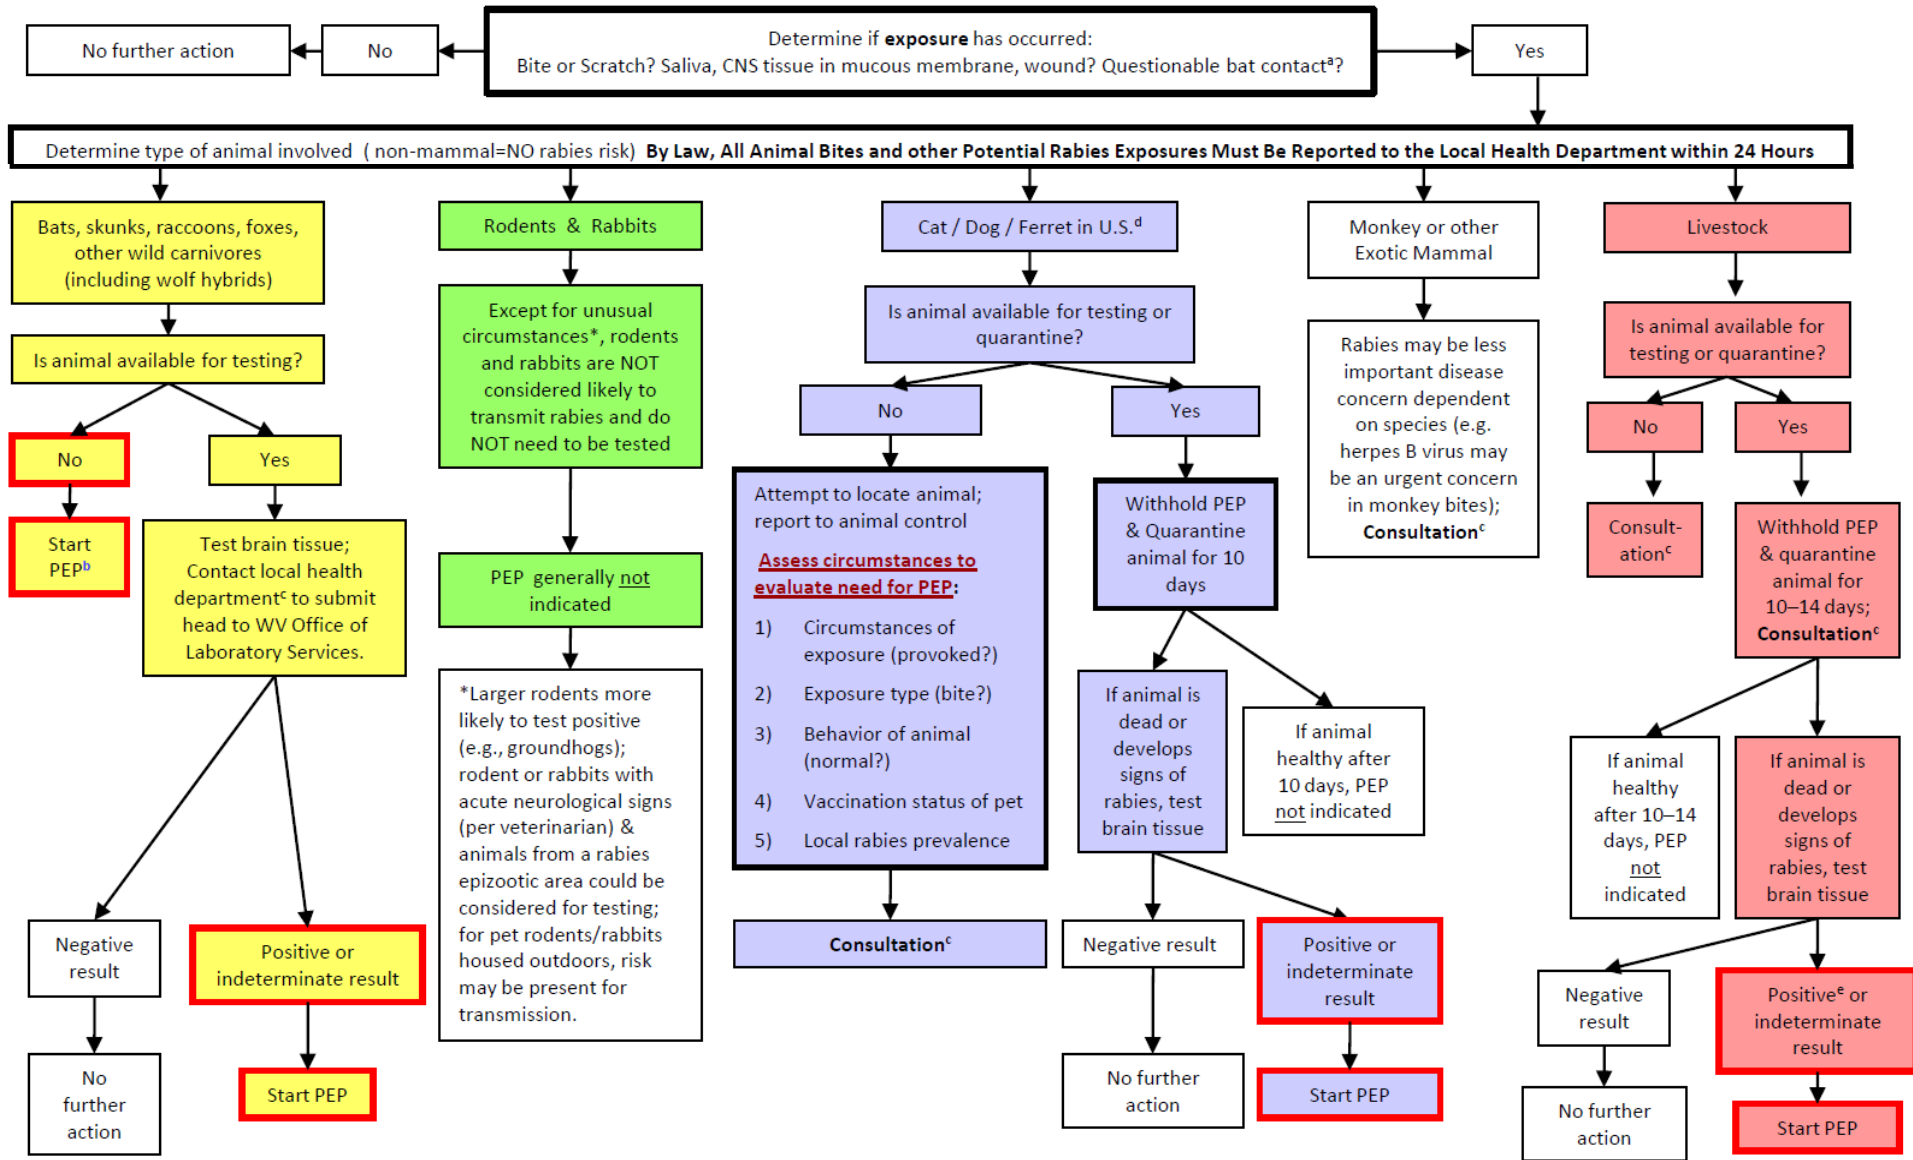 No further action
No
Determine if exposure has occurred:
Bite or Scratch? Saliva, CNS tissue in mucous membrane, wound? Questionable bat contactᵃ?
Yes
Determine type of animal involved ( non-mammal=NO rabies risk) By Law, All Animal Bites and other Potential Rabies Exposures Must Be Reported to the Local Health Department within 24 Hours
Bats, skunks, raccoons, foxes,
other wild carnivores
(including wolf hybrids)
Is animal available for testing?
No
Yes
Start
PEPᵇ
Test brain tissue;
Contact local health
departmentᶜ to submit
head to WV Office of
Laboratory Services.
Negative
result
Positive or
indeterminate result
No
further
action
Start PEP
Rodents & Rabbits
Except for unusual
circumstances*, rodents
and rabbits are NOT
considered likely to
transmit rabies and do
NOT need to be tested
PEP generally not
indicated
*Larger rodents more
likely to test positive
(e.g., groundhogs);
rodent or rabbits with
acute neurological signs
(per veterinarian) &
animals from a rabies
epizootic area could be
considered for testing;
for pet rodents/rabbits
housed outdoors, risk
may be present for
transmission.
Cat / Dog / Ferret in U.S.ᵈ
Is animal available for testing or
quarantine?
No
Yes
Attempt to locate animal;
report to animal control
Assess circumstances to
evaluate need for PEP:
1) Circumstances of
exposure (provoked?)
2) Exposure type (bite?)
3) Behavior of animal
(normal?)
4) Vaccination status of pet
5) Local rabies prevalence
Consultationᶜ
Withhold PEP
& Quarantine
animal for 10
days
If animal is
dead or
develops
signs of
rabies, test
brain tissue
If animal
healthy after
10 days, PEP
not indicated
Negative result
Positive or
indeterminate
result
No further
action
Start PEP
Monkey or other
Exotic Mammal
Rabies may be less
important disease
concern dependent
on species (e.g.
herpes B virus may
be an urgent concern
in monkey bites);
Consultationᶜ
Livestock
Is animal available for
testing or quarantine?
No
Yes
Consult-
ationᶜ
Withhold PEP
& quarantine
animal for
10–14 days;
Consultationᶜ
If animal
healthy
after 10–14
days, PEP
not
indicated
If animal is
dead or
develops
signs of
rabies, test
brain tissue
Negative
result
Positiveᵉ or
indeterminate
result
No further
action
Start PEP